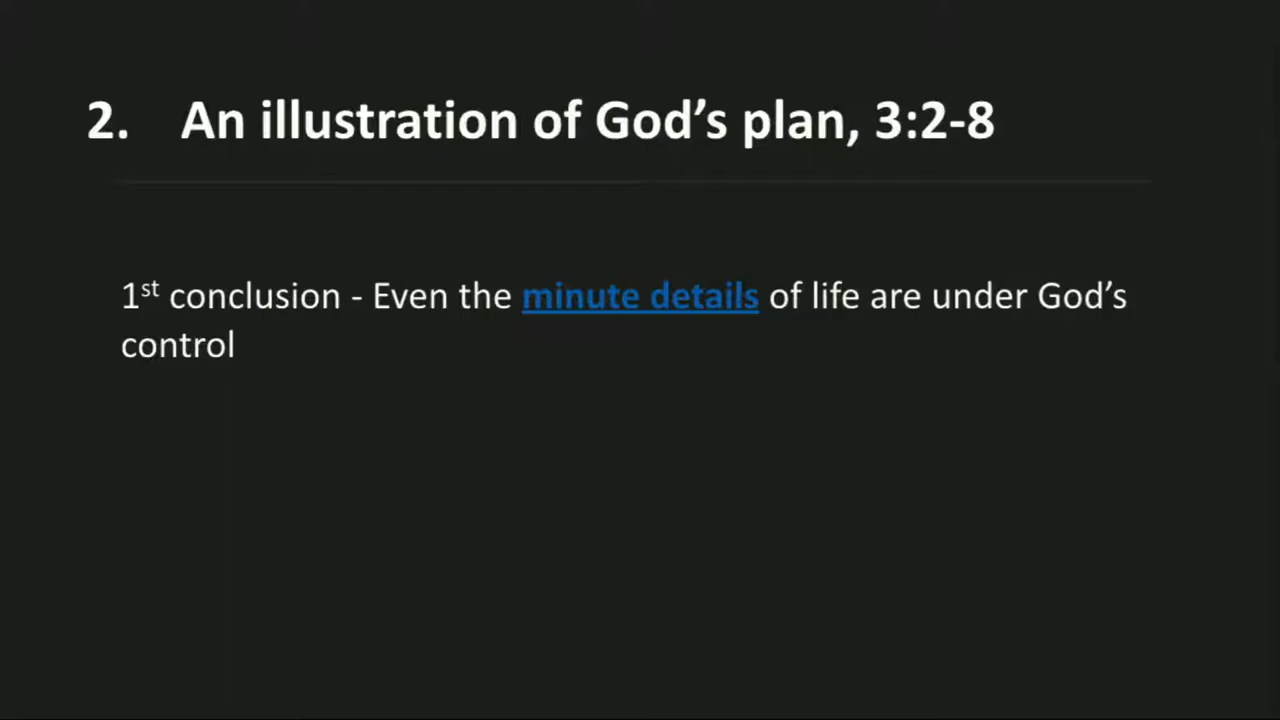 2. An illustration of God’s plan, 3:2-8
1st conclusion - Even the minute details of life are under God’s
control